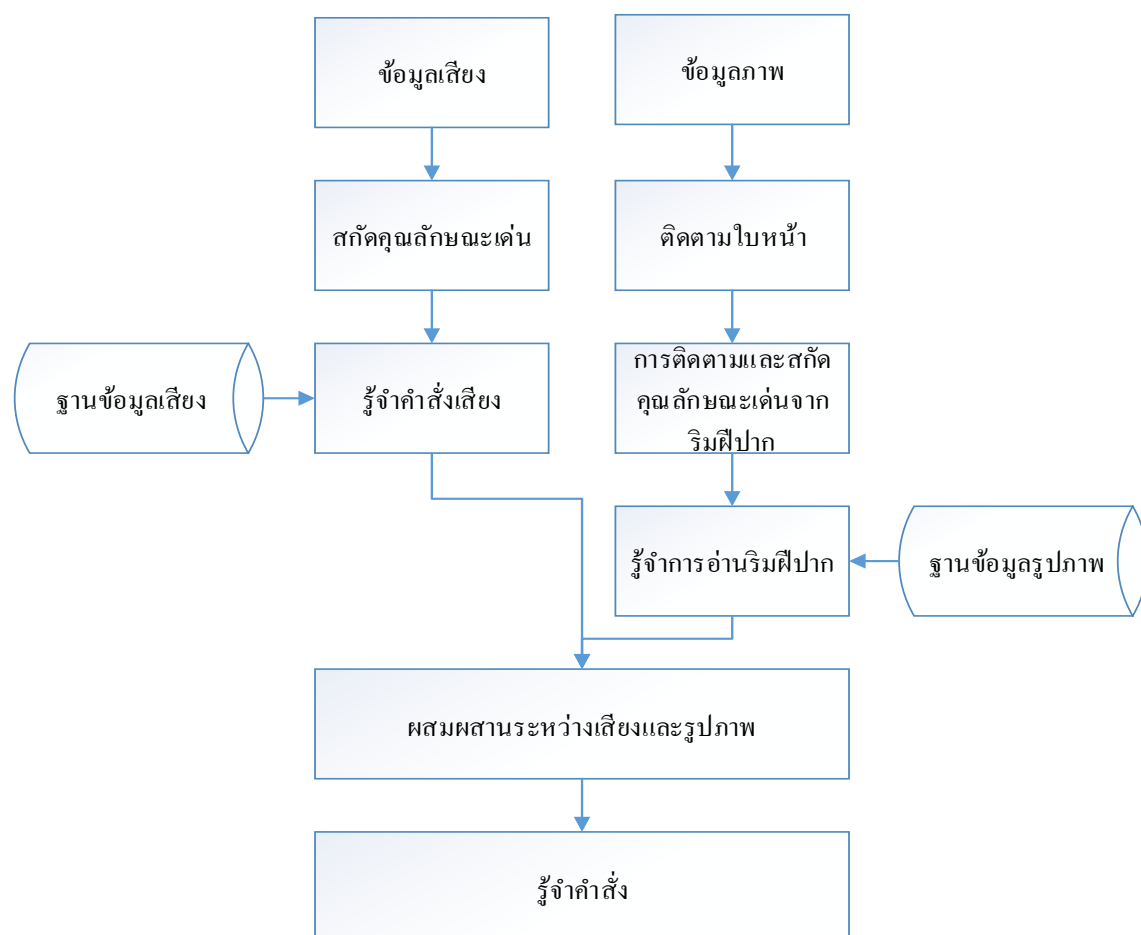 ข้อมูลเสียง
ข้อมูลภาพ
สกัดคุณลักษณะเด่น
ติดตามใบหน้า
ฐานข้อมูลเสียง
รู้จำคำสั่งเสียง
การติดตามและสกัด
คุณลักษณะเด่นจาก
ริมฝีปาก
รู้จำการอ่านริมฝีปาก
ฐานข้อมูลรูปภาพ
ผสมผสานระหว่างเสียงและรูปภาพ
รู้จำคำสั่ง